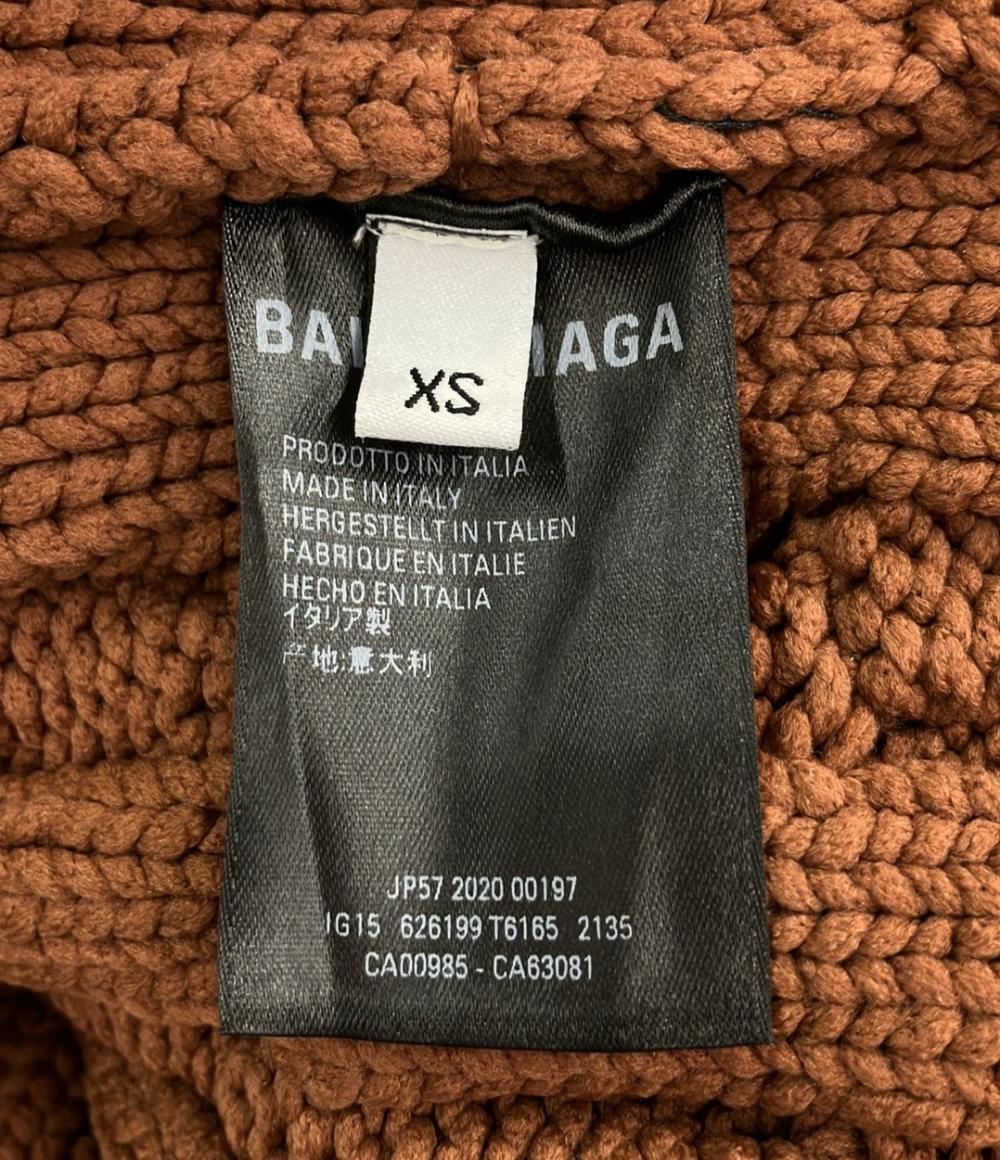 BA AGA
XS
PRODOTTO IN ITALIA
MADE IN ITALY
HERGESTELLT IN ITALIEN
FABRIQUE EN ITALIE
HECHO EN ITALIA
イタリア製
产地:意大利
JP57 2020 00197
IG15 626199 T6165 2135
CA00985 - CA63081